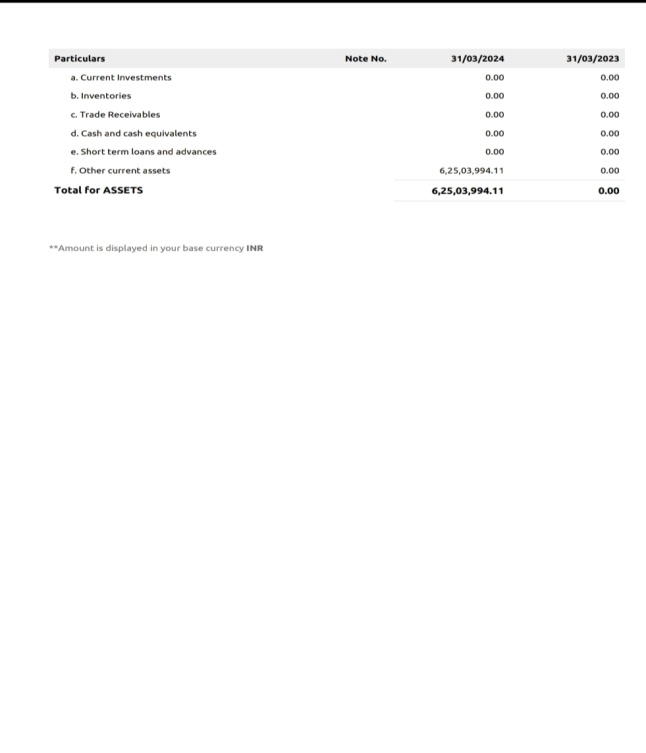 Particulars Note No. 31/03/2024 31/03/2023
a. Current Investments 0.00 0.00
b. Inventories 0.00 0.00
c. Trade Receivables 0.00 0.00
d. Cash and cash equivalents 0.00 0.00
e. Short term loans and advances 0.00 0.00
f. Other current assets 6,25,03,994.11 0.00
Total for ASSETS 6,25,03,994.11 0.00
**Amount is displayed in your base currency INR